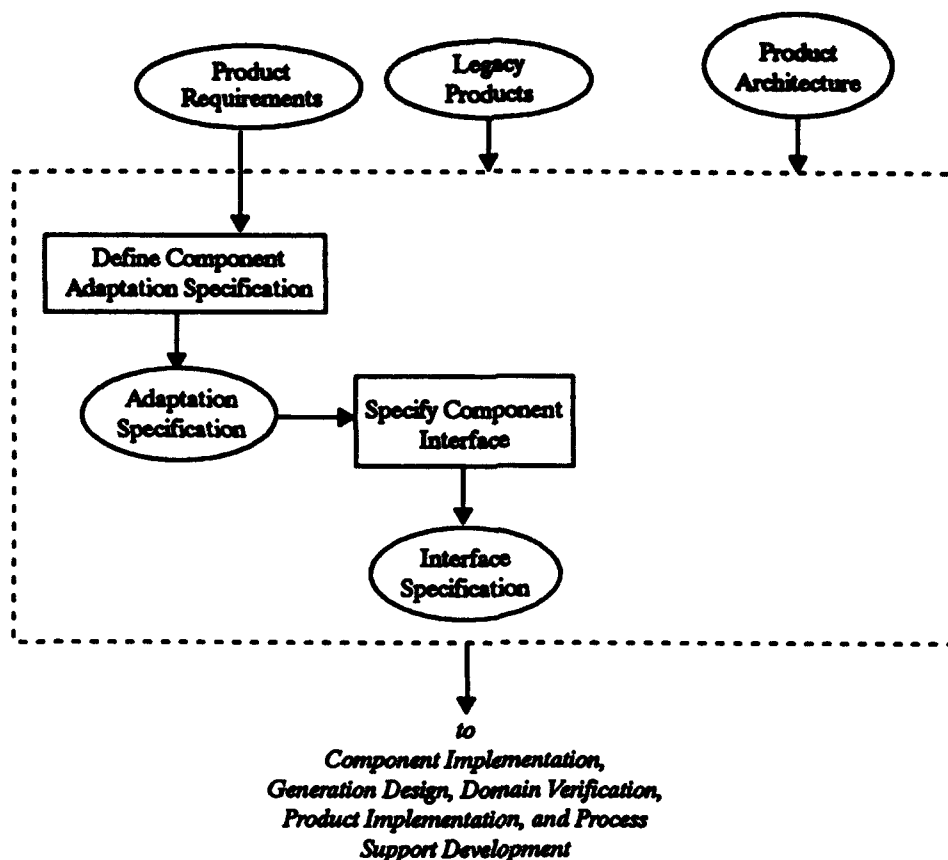 Product
Requirements
Legacy
Products
Product
Architecture
Define Component
Adaptation Specification
Adaptation
Specification
Specify Component
Interface
Interface
Specification
to
Component Implementation,
Generation Design, Domain Verification,
Product Implementation, and Process
Support Development